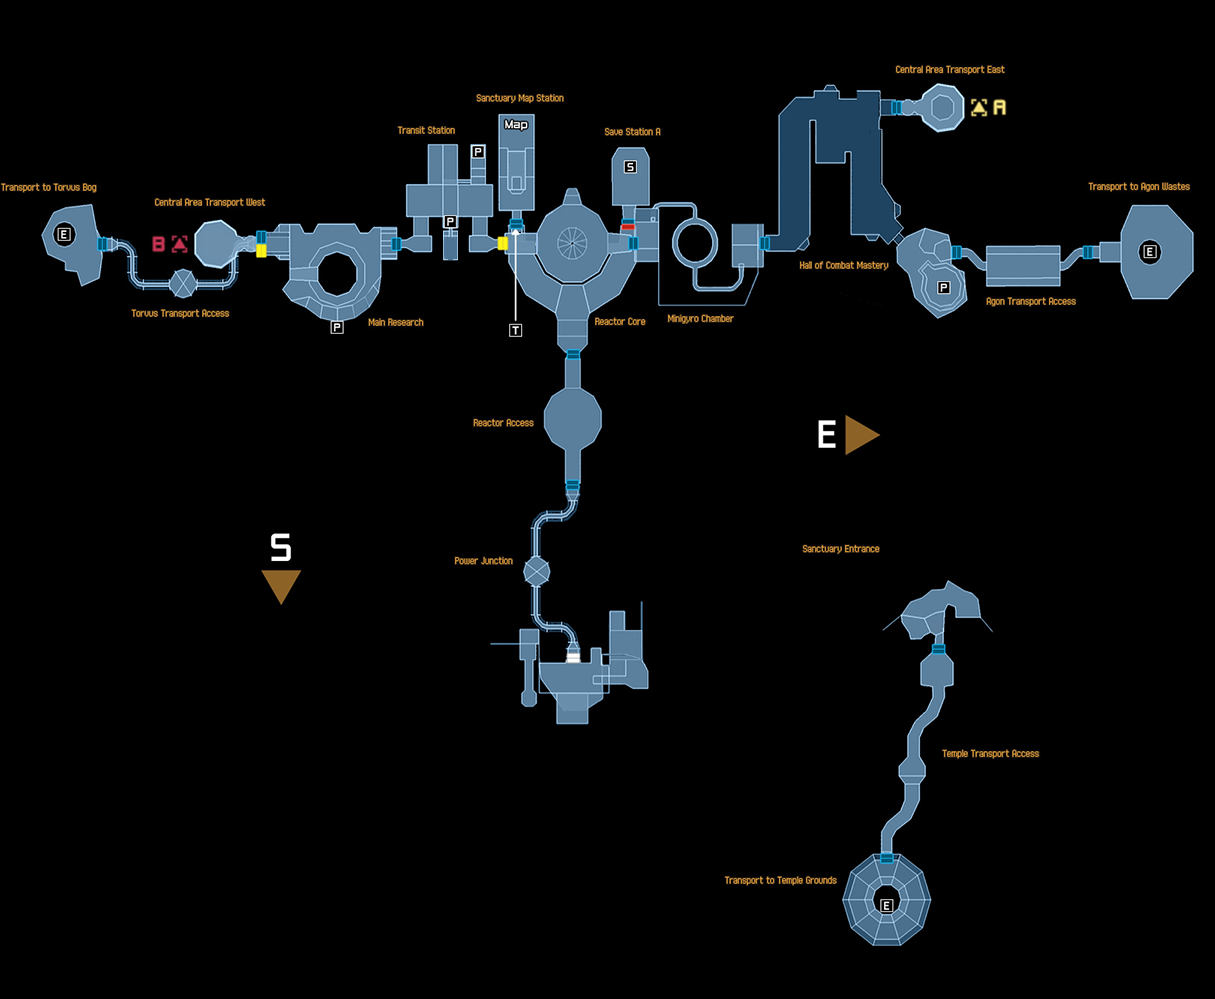 Central Area Transport East
Sanctuary Map Station
A
Map
Transit Station
Save Station A
P
S
Transport to Torvus Bog
Transport to Agon Wastes
Central Area Transport West
P
E
B
E
Hall of Combat Mastery
P
Agon Transport Access
Torvus Transport Access
Main Research
Reactor Core
Minigyro Chamber
P
T
Reactor Access
E
S
Sanctuary Entrance
Power Junction
Temple Transport Access
Transport to Temple Grounds
E